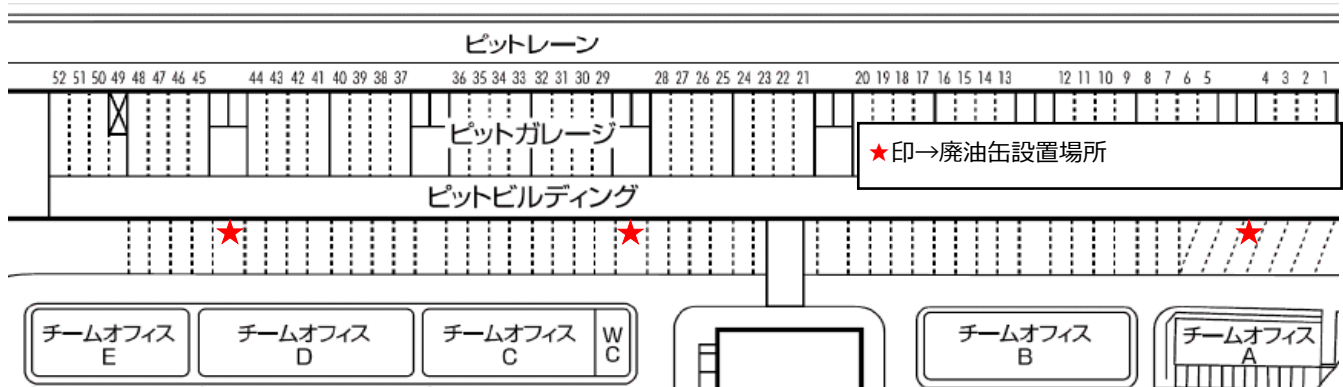 ピットレーン
52 51 50 49 48 47 46 45 44 43 42 41 40 39 38 37 36 35 34 33 32 31 30 29 28 27 26 25 24 23 22 21 20 19 18 17 16 15 14 13 12 11 10 9 8 7 6 5 4 3 2 1
ピットガレージ
★印→廃油缶設置場所
ピットビルディング
チームオフィス
E
チームオフィス
D
チームオフィス
C
W
C
チームオフィス
B
チームオフィス
A